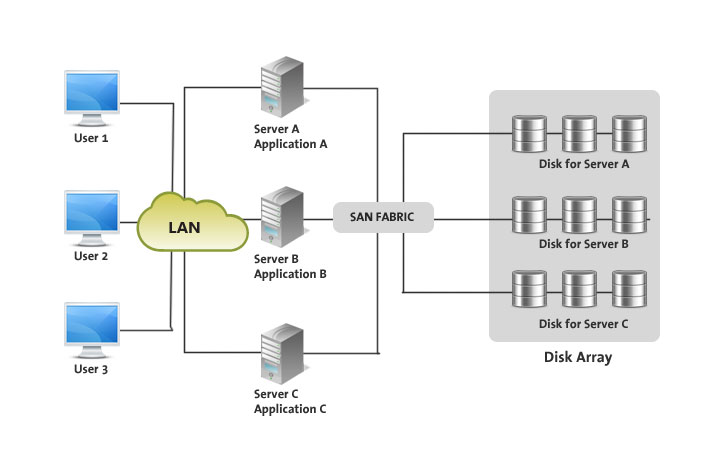 User 1
User 2
User 3
LAN
Server A
Application A
Server B
Application B
Server C
Application C
SAN FABRIC
Disk for Server A
Disk for Server B
Disk for Server C
Disk Array